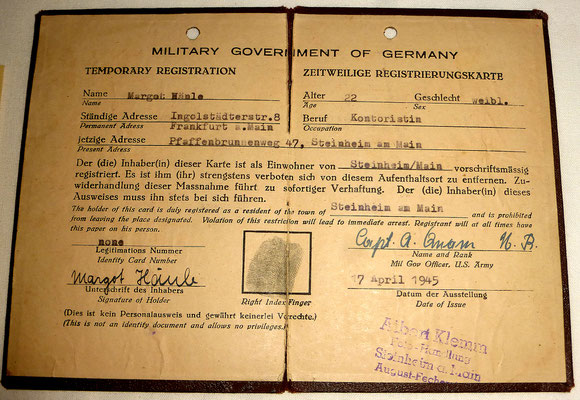 MILITARY GOVERNMENT OF GERMANY
TEMPORARY REGISTRATION
Name Margot Hänle
Name
Ständige Adresse Ingolstädterstr.8
Permanent Adress Frankfurt a.Main
jetzige Adresse Pfaffenbrunnenweg 47, Steinheim am Main
Present Adress
ZEITWEILIGE REGISTRIERUNGSKARTE
Alter 22 Geschlecht weibl.
Age Sex
Beruf Kontoristin
Occupation
Der (die) Inhaber(in) dieser Karte ist als Einwohner von Steinheim/Main vorschriftsmässig
registriert. Es ist ihm (ihr) strengstens verboten sich von diesem Aufenthaltsort zu entfernen. Zu-
widerhandlung dieser Massnahme führt zu sofortiger Verhaftung. Der (die) Inhaber(in) dieses
Ausweises muss ihn stets bei sich führen.
The holder of this card is duly registered as a resident of the town of Steinheim am Main and is prohibited
from leaving the place designated. Violation of this restriction will lead to immediate arrest. Registrant will at all times have
this paper on his person.
none
Legitimations Nummer
Identity Card Number
Margot Hänle
Unterschrift des Inhabers
Signature of Holder
Right Index Finger
Capt. A.
Name and Rank
Mil Gov Officer, U.S. Army
17 April 1945
Datum der Ausstellung
Date of Issue
(Dies ist kein Personalausweis und gewährt keinerlei Vorrechte.)
(This is not an identity document and allows no privileges.)
Albert Klemm
Steinheim a. Main